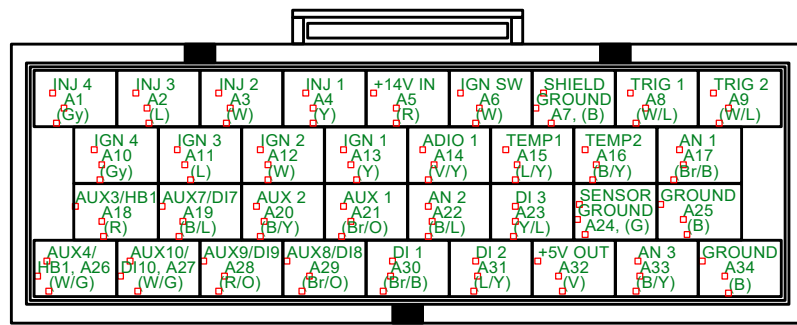 INJ 4
A1
(Gy)
INJ 3
A2
(L)
INJ 2
A3
(W)
INJ 1
A4
(Y)
+14V IN
A5
(R)
IGN SW
A6
(W)
SHIELD
GROUND
A7, (B)
TRIG 1
A8
(W/L)
TRIG 2
A9
(W/L)
IGN 4
A10
(Gy)
IGN 3
A11
(L)
IGN 2
A12
(W)
IGN 1
A13
(Y)
ADIO 1
A14
(V/Y)
TEMP1
A15
(L/Y)
TEMP2
A16
(B/Y)
AN 1
A17
(Br/B)
AUX3/HB1
A18
(R)
AUX7/DI7
A19
(B/L)
AUX 2
A20
(B/Y)
AUX 1
A21
(Br/O)
AN 2
A22
(B/L)
DI 3
A23
(Y/L)
SENSOR
GROUND
A24, (G)
GROUND
A25
(B)
AUX4/
HB1, A26
(W/G)
AUX10/
DI10, A27
(W/G)
AUX9/DI9
A28
(R/O)
AUX8/DI8
A29
(Br/O)
DI 1
A30
(Br/B)
DI 2
A31
(L/Y)
+5V OUT
A32
(V)
AN 3
A33
(B/Y)
GROUND
A34
(B)